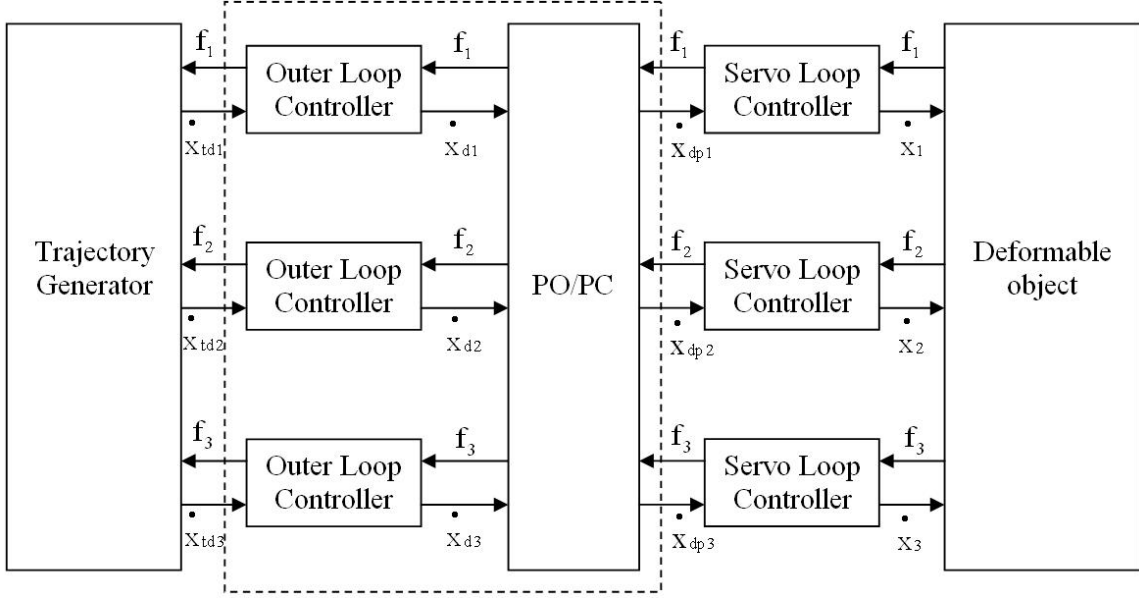 f₁ f₁ f₁ f₁
Outer Loop
Controller
Servo Loop
Controller
ẋtd1 ẋd1 ẋdp1 ẋ1
Trajectory
Generator
f₂ f₂ f₂ f₂
Outer Loop
Controller
PO/PC
Servo Loop
Controller
Deformable
object
ẋtd2 ẋd2 ẋdp2 ẋ2
f₃ f₃ f₃ f₃
Outer Loop
Controller
Servo Loop
Controller
ẋtd3 ẋd3 ẋdp3 ẋ3